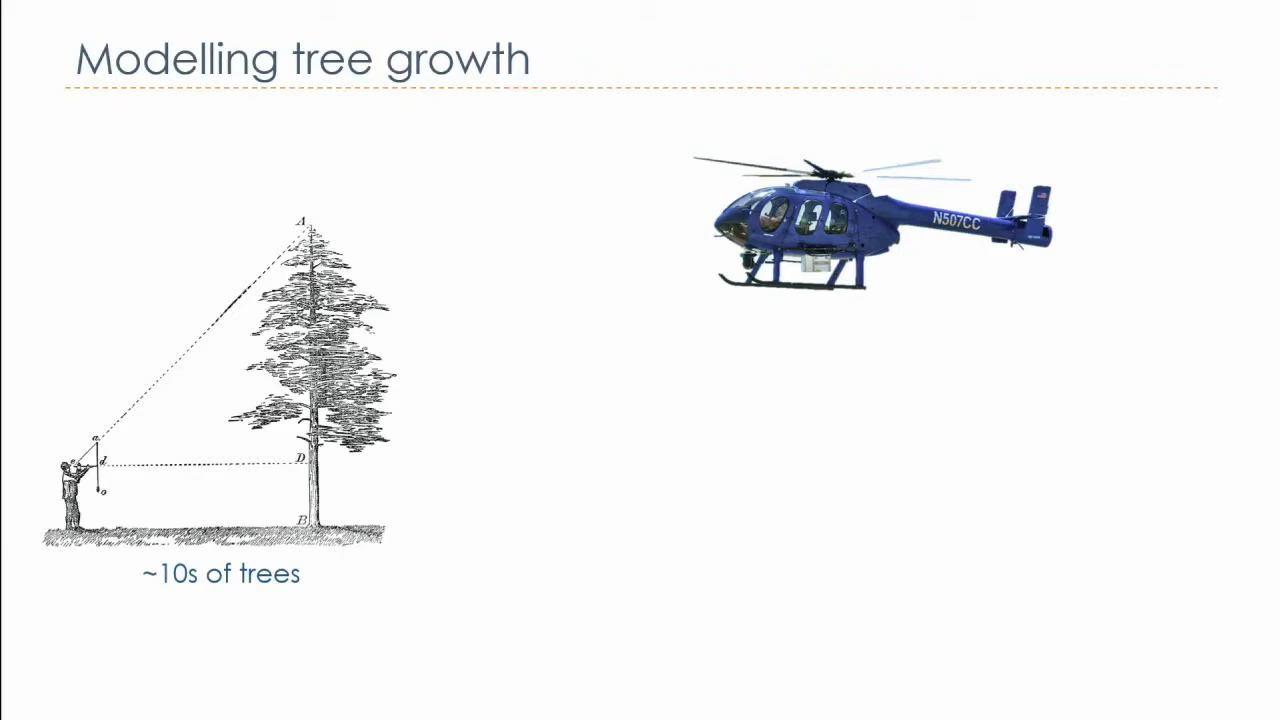 Modelling tree growth
N507CC
A
a
d
D
o
B
~10s of trees